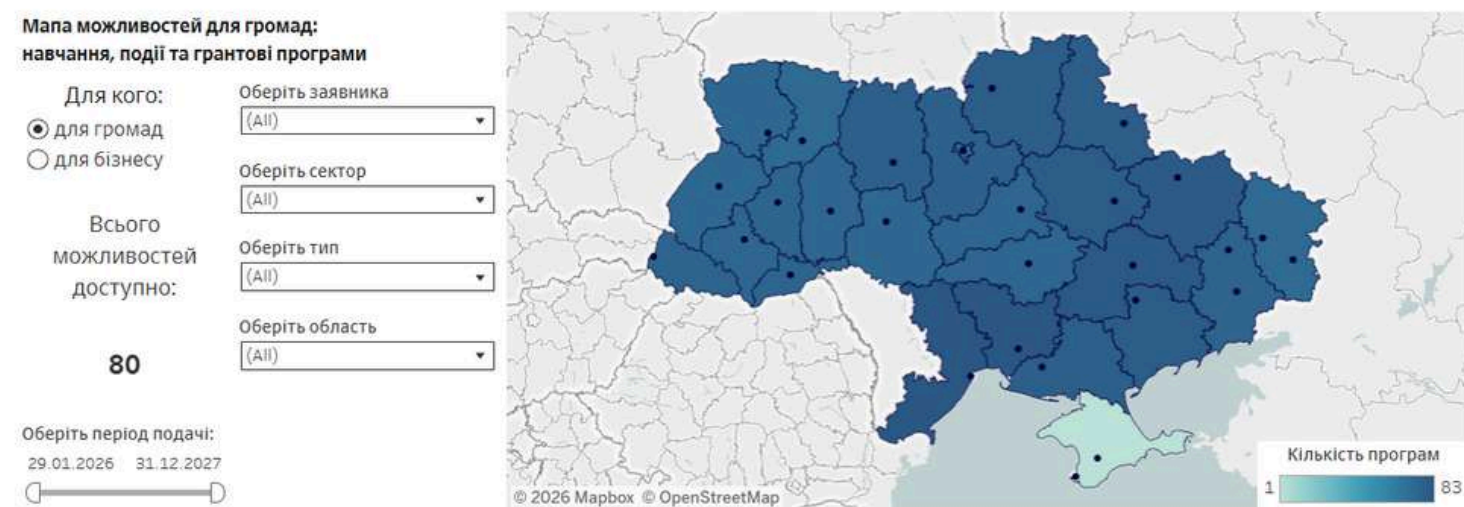 Мапа можливостей для громад:
навчання, події та грантові програми
Для кого:
для громад
для бізнесу
Всього
можливостей
доступно:
80
Оберіть період подачі:
29.01.2026 31.12.2027
Оберіть заявника
(All)
Оберіть сектор
(All)
Оберіть тип
(All)
Оберіть область
(All)
© 2026 Mapbox © OpenStreetMap
Кількість програм
1 83